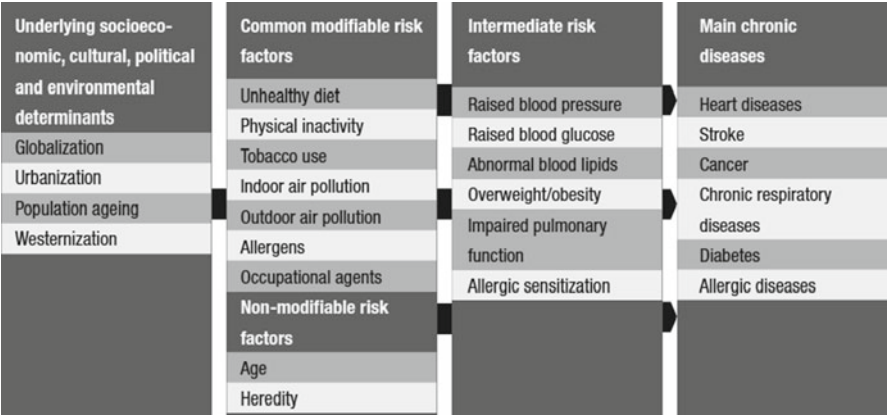 Underlying socioeco-
nomic, cultural, political
and environmental
determinants
Globalization
Urbanization
Population ageing
Westernization
Common modifiable risk
factors
Unhealthy diet
Physical inactivity
Tobacco use
Indoor air pollution
Outdoor air pollution
Allergens
Occupational agents
Non-modifiable risk
factors
Age
Heredity
Intermediate risk
factors
Raised blood pressure
Raised blood glucose
Abnormal blood lipids
Overweight/obesity
Impaired pulmonary
function
Allergic sensitization
Main chronic
diseases
Heart diseases
Stroke
Cancer
Chronic respiratory
diseases
Diabetes
Allergic diseases